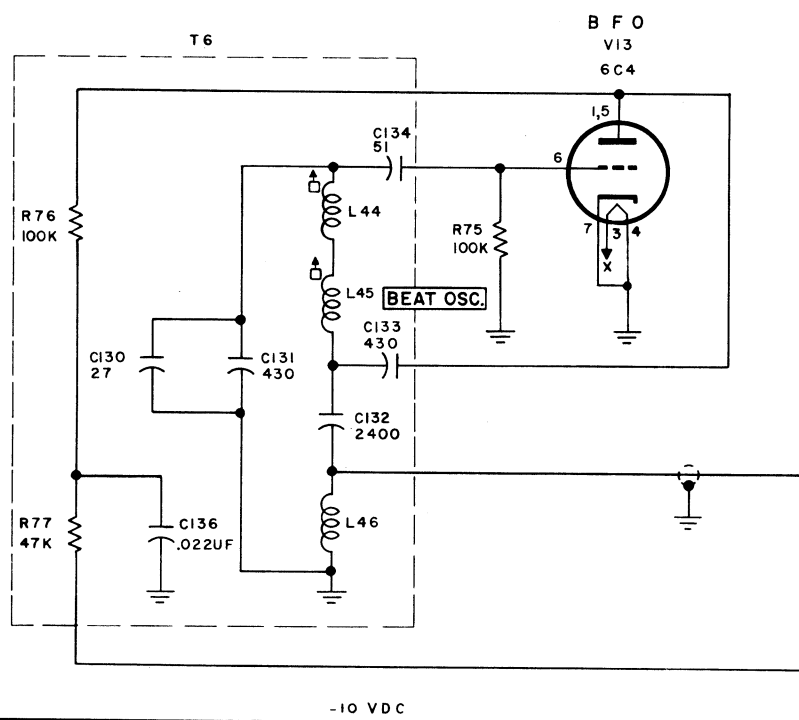 B F O
V13
6C4
T6
1,5
C134
51
6
R76
100K
L44
R75
100K
7
3
4
X
L45
BEAT OSC.
C133
430
C130
27
C131
430
C132
2400
R77
47K
C136
.022UF
L46
-10 VDC